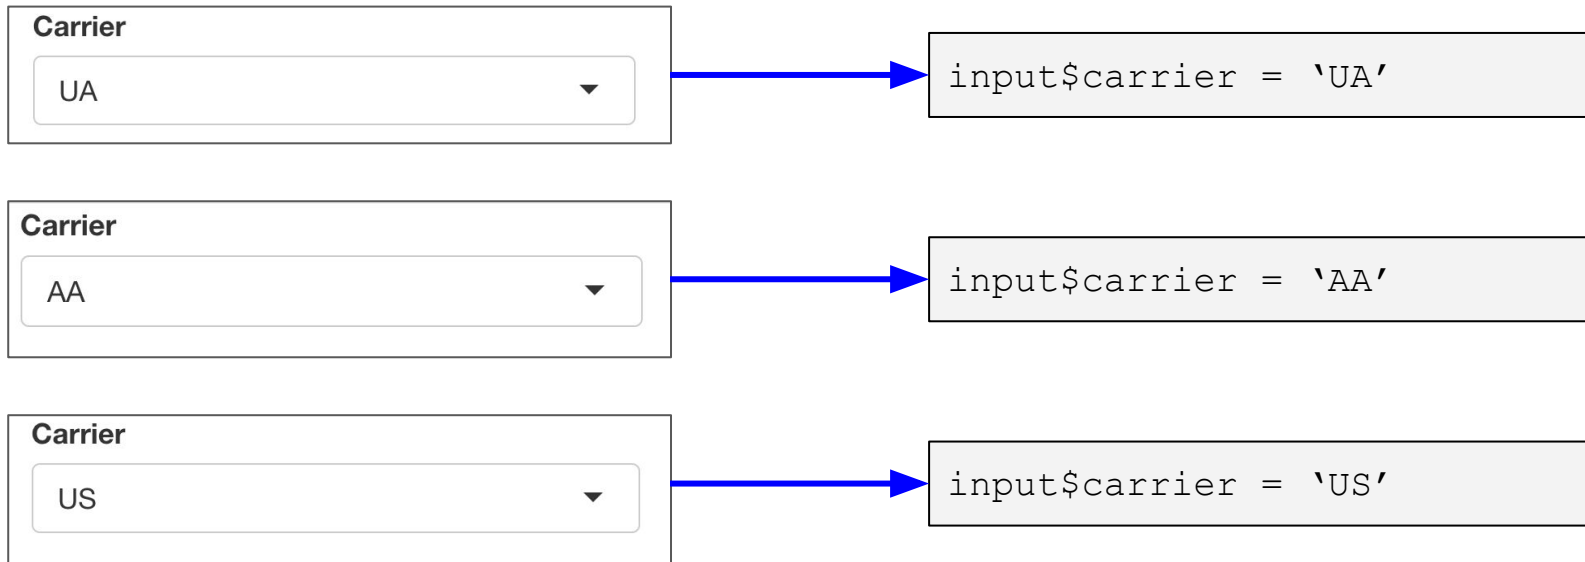 Carrier
UA
input$carrier = ‘UA’
Carrier
AA
input$carrier = ‘AA’
Carrier
US
input$carrier = ‘US’